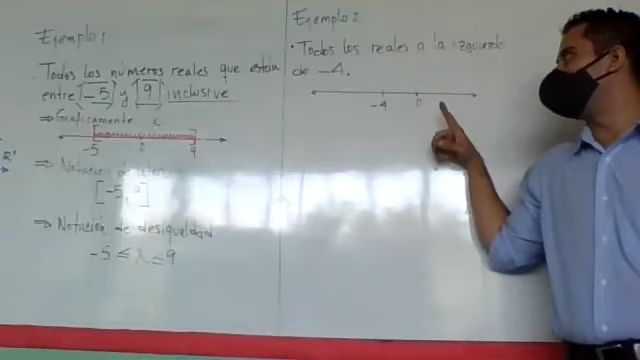 Ejemplo 1
. Todos los números reales que están
entre [-5] y [9] inclusive
⇒ Gráficamente x
-5 0 9
⇒ Notación de
[-5, 9]
⇒ Notación de desigualdad
-5 ≤ x ≤ 9
Ejemplo 2
• Todos los reales a la izquierda
de -4.
-4 0